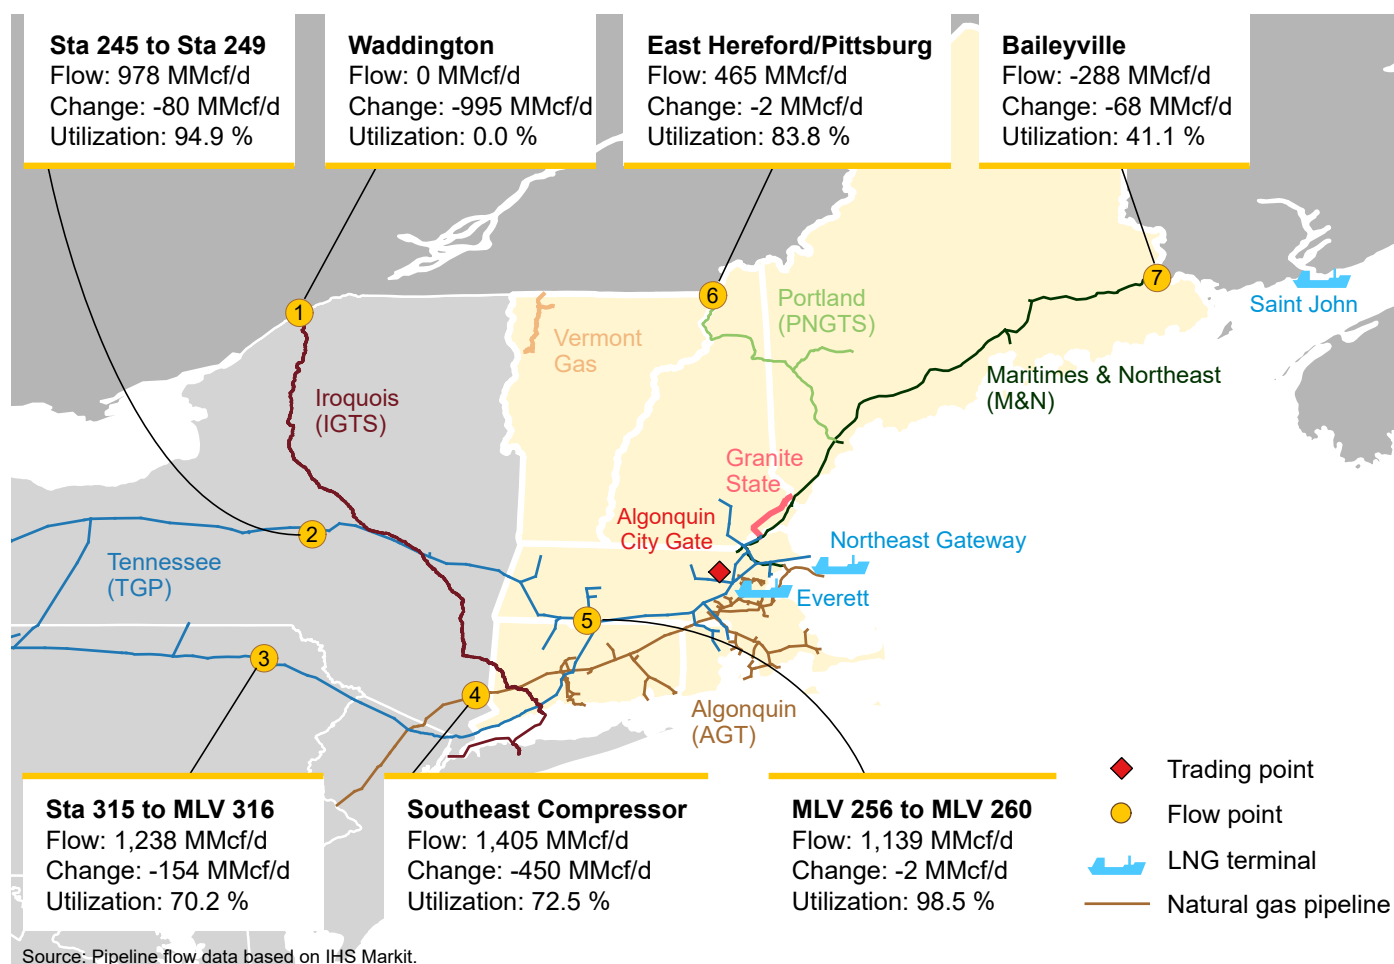 Sta 245 to Sta 249
Flow: 978 MMcf/d
Change: -80 MMcf/d
Utilization: 94.9 %
Waddington
Flow: 0 MMcf/d
Change: -995 MMcf/d
Utilization: 0.0 %
East Hereford/Pittsburg
Flow: 465 MMcf/d
Change: -2 MMcf/d
Utilization: 83.8 %
Baileyville
Flow: -288 MMcf/d
Change: -68 MMcf/d
Utilization: 41.1 %
1
6
7
Saint John
Portland
(PNGTS)
Vermont
Gas
Maritimes & Northeast
(M&N)
Iroquois
(IGTS)
Granite
State
Algonquin
City Gate
2
Northeast Gateway
Tennessee
(TGP)
Everett
5
3
4
Algonquin
(AGT)
Sta 315 to MLV 316
Flow: 1,238 MMcf/d
Change: -154 MMcf/d
Utilization: 70.2 %
Southeast Compressor
Flow: 1,405 MMcf/d
Change: -450 MMcf/d
Utilization: 72.5 %
MLV 256 to MLV 260
Flow: 1,139 MMcf/d
Change: -2 MMcf/d
Utilization: 98.5 %
Trading point
Flow point
LNG terminal
Natural gas pipeline
Source: Pipeline flow data based on IHS Markit.